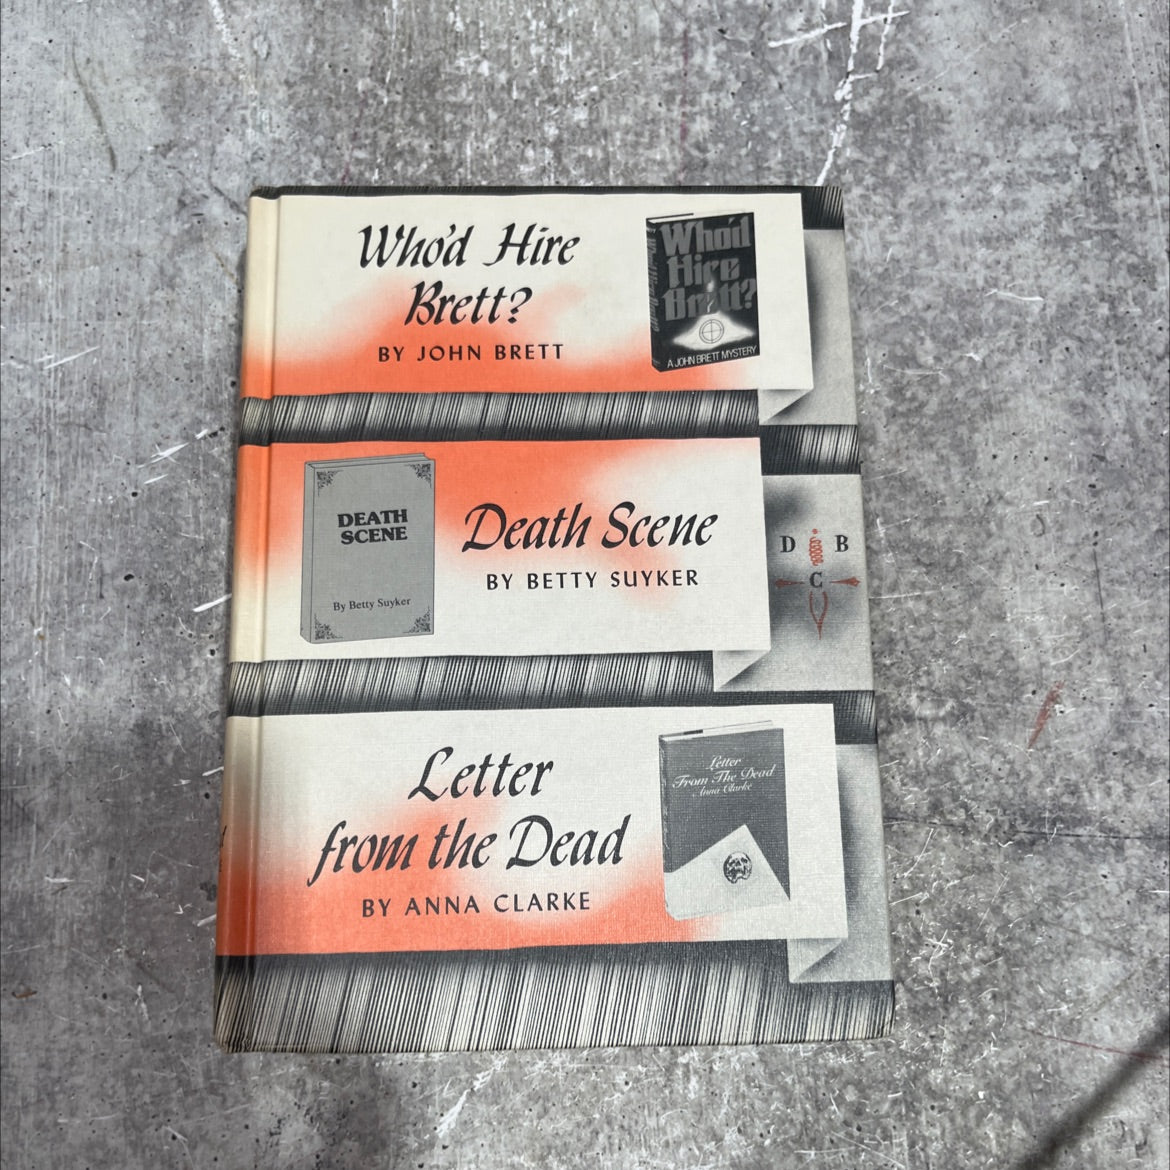 Who'd Hire
Brett?
BY JOHN BRETT
Who'd
Hire
Brett?
A JOHN BRETT MYSTERY
DEATH
SCENE
By Betty Suyker
Death Scene
BY BETTY SUYKER
D B
C
Letter
from the Dead
BY ANNA CLARKE
Letter
From The Dead
Anna Clarke